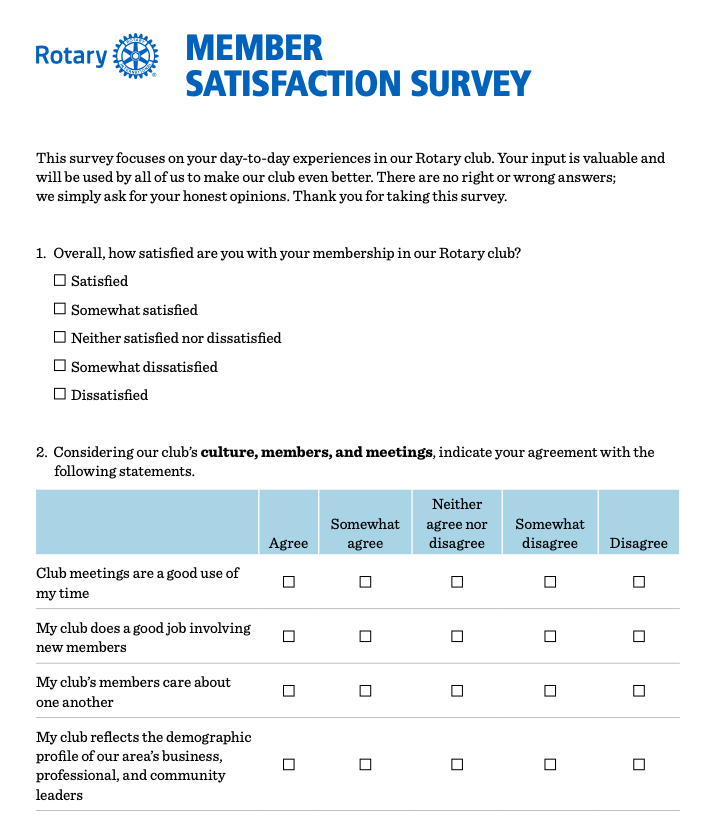 Rotary
MEMBER
SATISFACTION SURVEY
This survey focuses on your day-to-day experiences in our Rotary club. Your input is valuable and
will be used by all of us to make our club even better. There are no right or wrong answers;
we simply ask for your honest opinions. Thank you for taking this survey.
1. Overall, how satisfied are you with your membership in our Rotary club?
☐ Satisfied
☐ Somewhat satisfied
☐ Neither satisfied nor dissatisfied
☐ Somewhat dissatisfied
☐ Dissatisfied
2. Considering our club's culture, members, and meetings, indicate your agreement with the
following statements.
Agree
Somewhat
agree
Neither
agree nor
disagree
Somewhat
disagree
Disagree
Club meetings are a good use of
my time
☐ ☐ ☐ ☐ ☐
My club does a good job involving
new members
☐ ☐ ☐ ☐ ☐
My club's members care about
one another
☐ ☐ ☐ ☐ ☐
My club reflects the demographic
profile of our area's business,
professional, and community
leaders
☐ ☐ ☐ ☐ ☐